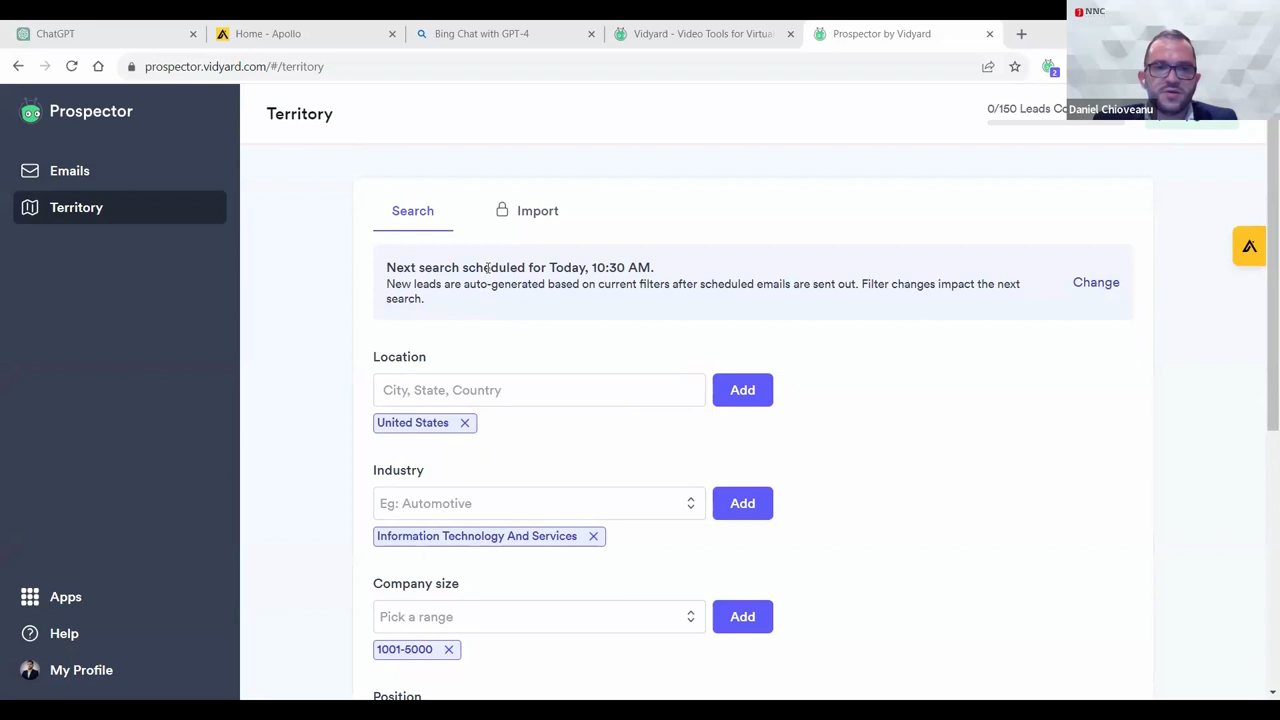 NNC
ChatGPT
Home - Apollo
Bing Chat with GPT-4
Vidyard - Video Tools for Virtual
Prospector by Vidyard
prospector.vidyard.com/#/territory
2
Daniel Chioveanu
Prospector
Territory
0/150 Leads Co
Emails
Territory
Search
Import
Next search scheduled for Today, 10:30 AM.
New leads are auto-generated based on current filters after scheduled emails are sent out. Filter changes impact the next
search.
Change
Location
City, State, Country
Add
United States
Industry
Eg: Automotive
Add
Information Technology And Services
Company size
Pick a range
Add
1001-5000
Position
Apps
Help
My Profile